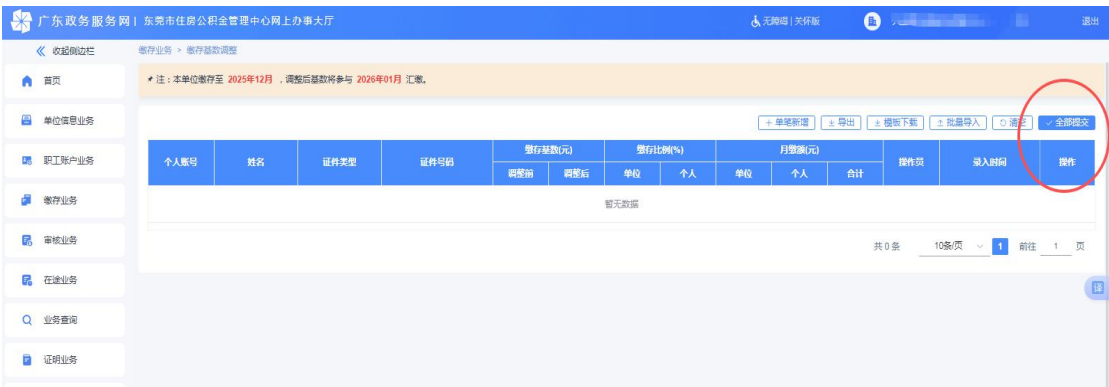 广东政务服务网 | 东莞市住房公积金管理中心网上办事大厅 无障碍 | 关怀版 退出
收起侧边栏 缴存业务 > 缴存基数调整
首页 注：本单位缴存至 2025年12月 ，调整后基数将参与 2026年01月 汇缴。
单位信息业务 单笔新增 导出 模板下载 批量导入 清空 全部提交
职工账户业务 个人账号 姓名 证件类型 证件号码 缴存基数(元) 缴存比例(%) 月缴额(元) 操作员 录入时间 操作
调整前 调整后 单位 个人 单位 个人 合计
缴存业务 暂无数据
审核业务 共 0 条 10条/页 1 前往 1 页
在途业务 译
业务查询
证明业务